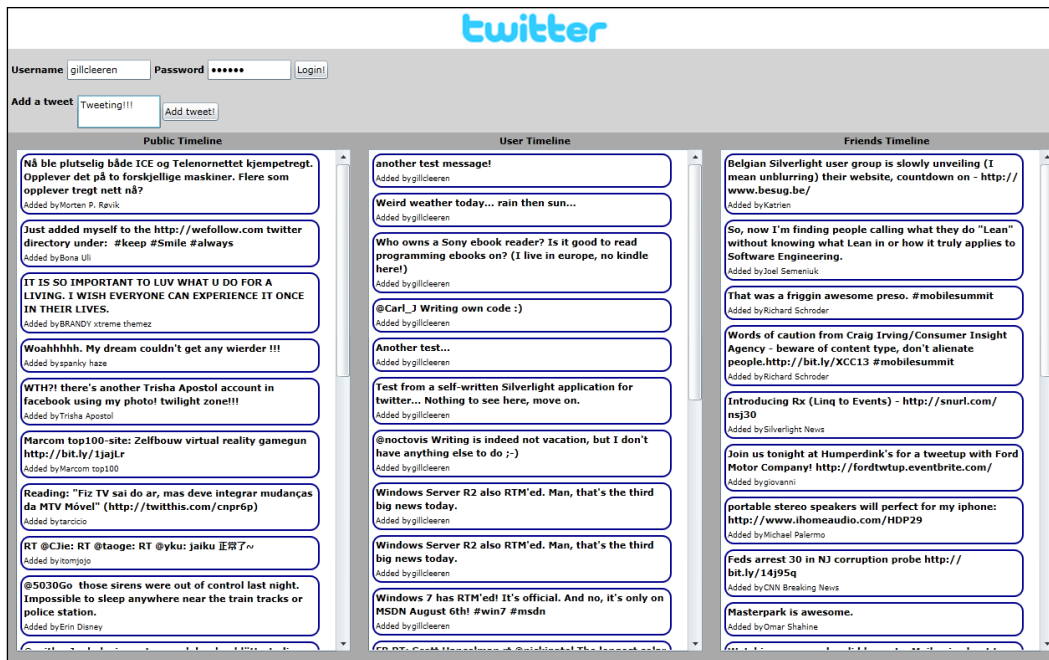 twitter
Username gillcleeren Password •••••• Login!
Add a tweet Tweeting!!! Add tweet!
Public Timeline
Nå ble plutselig både ICE og Telenornettet kjempetregt.
Opplever det på to forskjellige maskiner. Flere som
opplever tregt nett nå?
Added byMorten P. Røvik
Just added myself to the http://wefollow.com twitter
directory under:  #keep #Smile #always
Added byBona Uli
IT IS SO IMPORTANT TO LUV WHAT U DO FOR A
LIVING. I WISH EVERYONE CAN EXPERIENCE IT ONCE
IN THEIR LIVES.
Added byBRANDY xtreme themez
Woahhhhh. My dream couldn't get any wierder !!!
Added byspanky haze
WTH?! there's another Trisha Apostol account in
facebook using my photo! twilight zone!!!
Added byTrisha Apostol
Marcom top100-site: Zelfbouw virtual reality gamegun
http://bit.ly/1jajLr
Added byMarcom top100
Reading: "Fiz TV sai do ar, mas deve integrar mudanças
da MTV Móvel" (http://twitthis.com/cnpr6p)
Added bytarcicio
RT @CJie: RT @taoge: RT @yku: jaiku 正常了~
Added byitomjojo
@5030Go  those sirens were out of control last night.
Impossible to sleep anywhere near the train tracks or
police station.
Added byErin Disney
User Timeline
another test message!
Added bygillcleeren
Weird weather today... rain then sun...
Added bygillcleeren
Who owns a Sony ebook reader? Is it good to read
programming ebooks on? (I live in europe, no kindle
here!)
Added bygillcleeren
@Carl_J Writing own code :)
Added bygillcleeren
Another test...
Added bygillcleeren
Test from a self-written Silverlight application for
twitter... Nothing to see here, move on.
Added bygillcleeren
@noctovis Writing is indeed not vacation, but I don't
have anything else to do ;-)
Added bygillcleeren
Windows Server R2 also RTM'ed. Man, that's the third
big news today.
Added bygillcleeren
Windows Server R2 also RTM'ed. Man, that's the third
big news today.
Added bygillcleeren
Windows 7 has RTM'ed! It's official. And no, it's only on
MSDN August 6th! #win7 #msdn
Added bygillcleeren
Friends Timeline
Belgian Silverlight user group is slowly unveiling (I
mean unblurring) their website, countdown on - http://
www.besug.be/
Added byKatrien
So, now I'm finding people calling what they do "Lean"
without knowing what Lean in or how it truly applies to
Software Engineering.
Added byJoel Semeniuk
That was a friggin awesome preso. #mobilesummit
Added byRichard Schroder
Words of caution from Craig Irving/Consumer Insight
Agency - beware of content type, don't alienate
people.http://bit.ly/XCC13 #mobilesummit
Added byRichard Schroder
Introducing Rx (Linq to Events) - http://snurl.com/
nsj30
Added bySilverlight News
Join us tonight at Humperdink's for a tweetup with Ford
Motor Company! http://fordtwtup.eventbrite.com/
Added bygiovanni
portable stereo speakers will perfect for my iphone:
http://www.ihomeaudio.com/HDP29
Added byMichael Palermo
Feds arrest 30 in NJ corruption probe http://
bit.ly/14j95q
Added byCNN Breaking News
Masterpark is awesome.
Added byOmar Shahine